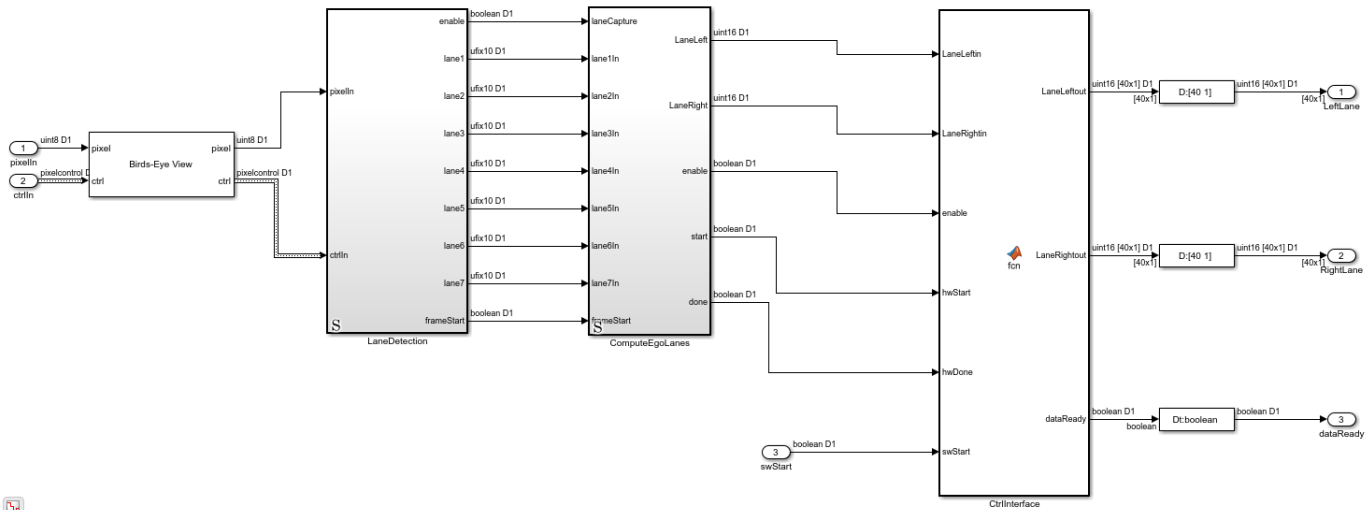 1
pixelIn
uint8 D1
2
ctrlIn
pixelcontrol D
pixel
ctrl
Birds-Eye View
pixel
ctrl
uint8 D1
pixelcontrol D1
pixelIn
ctrlIn
enable
lane1
lane2
lane3
lane4
lane5
lane6
lane7
frameStart
S
LaneDetection
boolean D1
ufix10 D1
ufix10 D1
ufix10 D1
ufix10 D1
ufix10 D1
ufix10 D1
ufix10 D1
boolean D1
laneCapture
lane1In
lane2In
lane3In
lane4In
lane5In
lane6In
lane7In
frameStart
S
LaneLeft
LaneRight
enable
start
done
ComputeEgoLanes
uint16 D1
uint16 D1
boolean D1
boolean D1
boolean D1
3
swStart
boolean D1
LaneLeftin
LaneRightin
enable
hwStart
hwDone
swStart
fcn
LaneLeftout
LaneRightout
dataReady
CtrlInterface
uint16 [40x1] D1
[40x1]
D:[40 1]
uint16 [40x1] D1
[40x1]
1
LeftLane
uint16 [40x1] D1
[40x1]
D:[40 1]
uint16 [40x1] D1
[40x1]
2
RightLane
boolean D1
boolean
Dt:boolean
boolean D1
3
dataReady